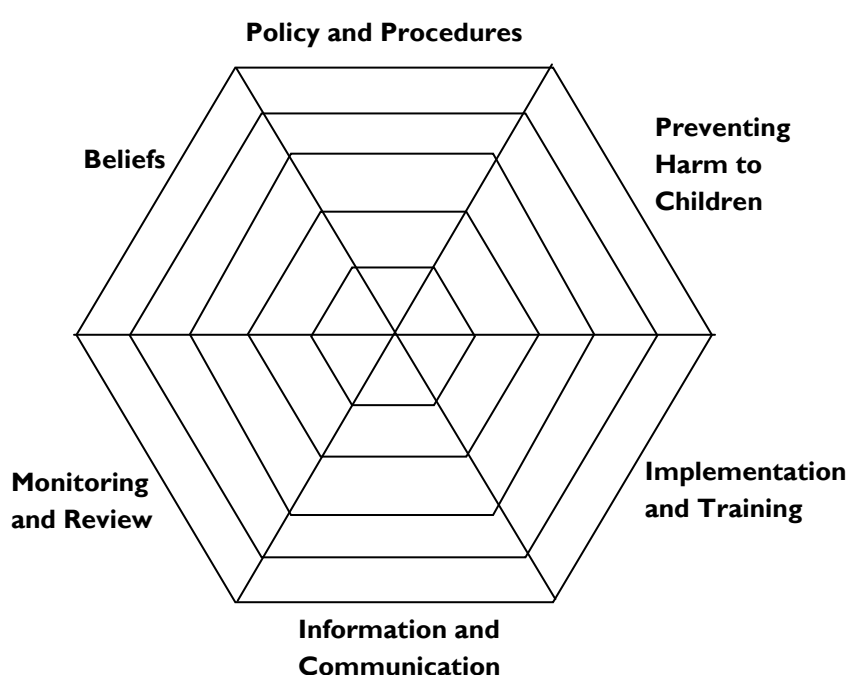 Policy and Procedures
Beliefs
Preventing
Harm to
Children
Monitoring
and Review
Implementation
and Training
Information and
Communication